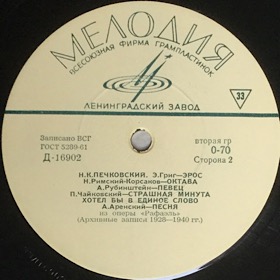 МЕЛОДИЯ
ВСЕСОЮЗНАЯ ФИРМА ГРАМПЛАСТИНОК
33
ЛЕНИНГРАДСКИЙ ЗАВОД
Записано ВСГ
ГОСТ 5289-61
Д-16902
вторая гр
0-70
Сторона 2
Н.К.ПЕЧКОВСКИЙ. Э.Григ—ЭРОС
Н.Римский-Корсаков—ОКТАВА
А.Рубинштейн—ПЕВЕЦ
П.Чайковский—СТРАШНАЯ МИНУТА
ХОТЕЛ БЫ В ЕДИНОЕ СЛОВО
А.Аренский—ПЕСНЯ
из оперы «Рафаэль»
(Архивные записи 1928—1940 гг.)